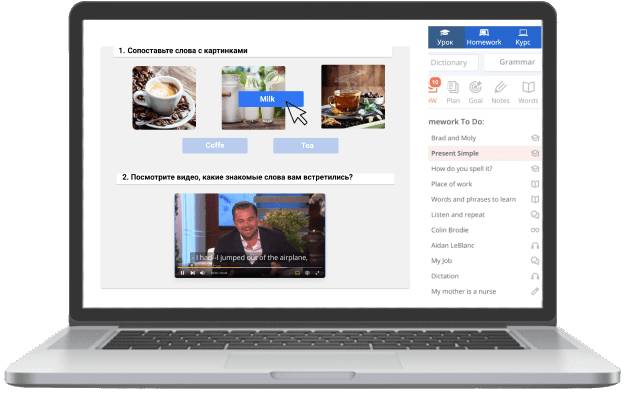 1. Сопоставьте слова с картинками
Milk
Coffe
Tea
2. Посмотрите видео, какие знакомые слова вам встретились?
- I had--I jumped out of the airplane,
Урок
Homework
Курс
Dictionary
Grammar
10
HW
Plan
Goal
Notes
Words
mework To Do:
Brad and Moly
Present Simple
How do you spell it?
Place of work
Words and phrases to learn
Listen and repeat
Colin Brodie
Aidan LeBlanc
My Job
Dictation
My mother is a nurse